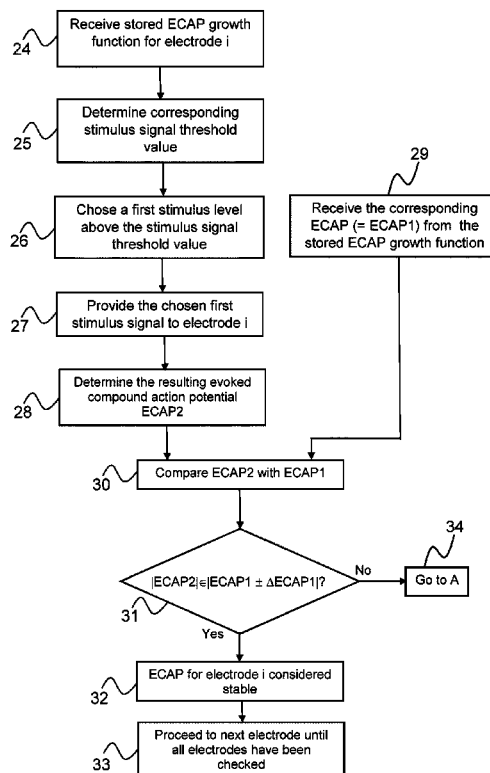 24
Receive stored ECAP growth
function for electrode i
25
Determine corresponding
stimulus signal threshold
value
26
Chose a first stimulus level
above the stimulus signal
threshold value
29
Receive the corresponding
ECAP (= ECAP1) from the
stored ECAP growth function
27
Provide the chosen first
stimulus signal to electrode i
28
Determine the resulting evoked
compound action potential
ECAP2
30
Compare ECAP2 with ECAP1
31
|ECAP2|∈|ECAP1 ± ΔECAP1|?
No
34
Go to A
Yes
32
ECAP for electrode i considered
stable
33
Proceed to next electrode until
all electrodes have been
checked